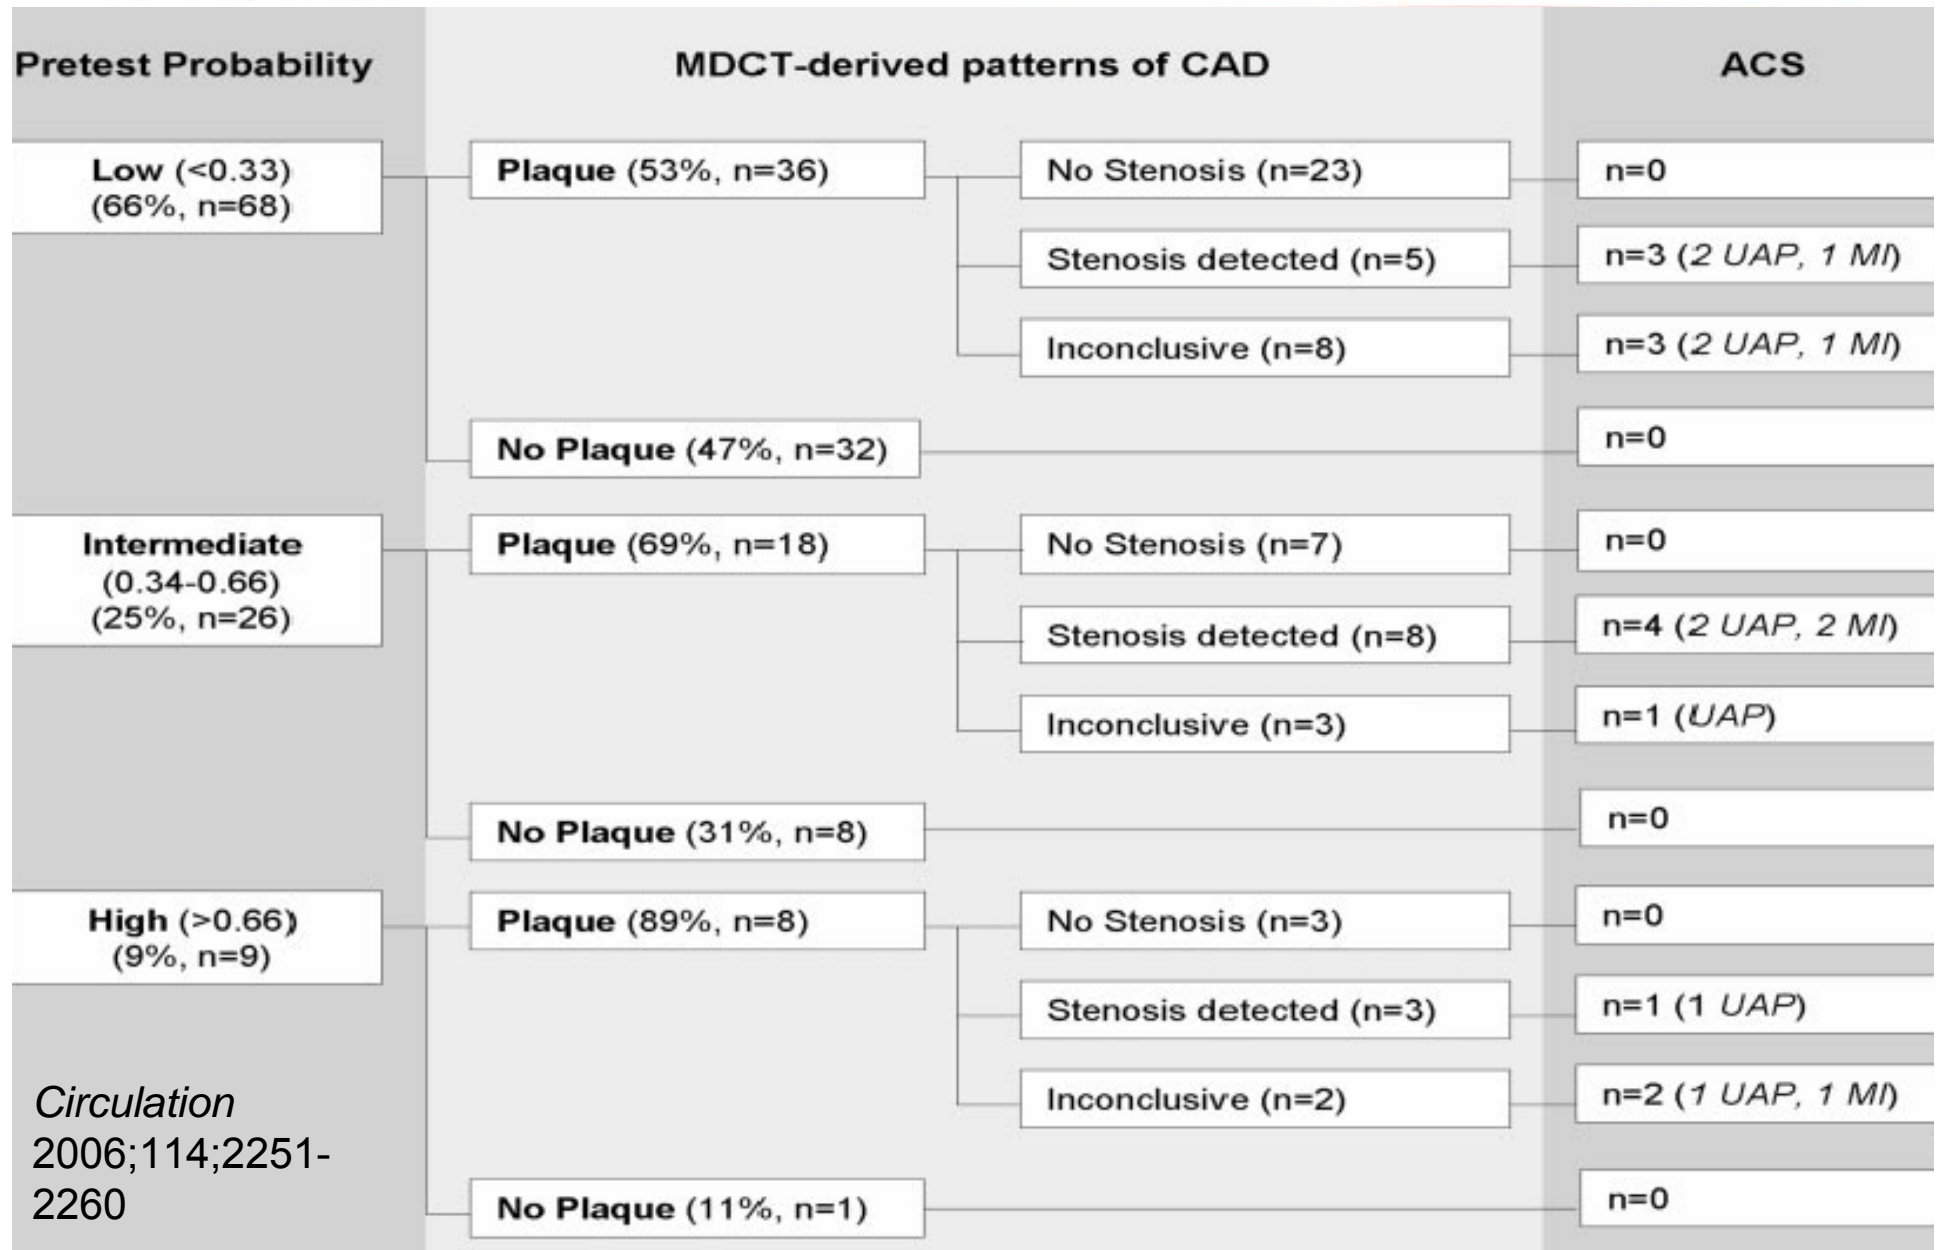 Pretest Probability
MDCT-derived patterns of CAD
ACS
Low (<0.33)
(66%, n=68)
Plaque (53%, n=36)
No Stenosis (n=23)
n=0
Stenosis detected (n=5)
n=3 (2 UAP, 1 MI)
Inconclusive (n=8)
n=3 (2 UAP, 1 MI)
No Plaque (47%, n=32)
n=0
Intermediate
(0.34-0.66)
(25%, n=26)
Plaque (69%, n=18)
No Stenosis (n=7)
n=0
Stenosis detected (n=8)
n=4 (2 UAP, 2 MI)
Inconclusive (n=3)
n=1 (UAP)
No Plaque (31%, n=8)
n=0
High (>0.66)
(9%, n=9)
Plaque (89%, n=8)
No Stenosis (n=3)
n=0
Stenosis detected (n=3)
n=1 (1 UAP)
Inconclusive (n=2)
n=2 (1 UAP, 1 MI)
No Plaque (11%, n=1)
n=0
Circulation
2006;114;2251-
2260